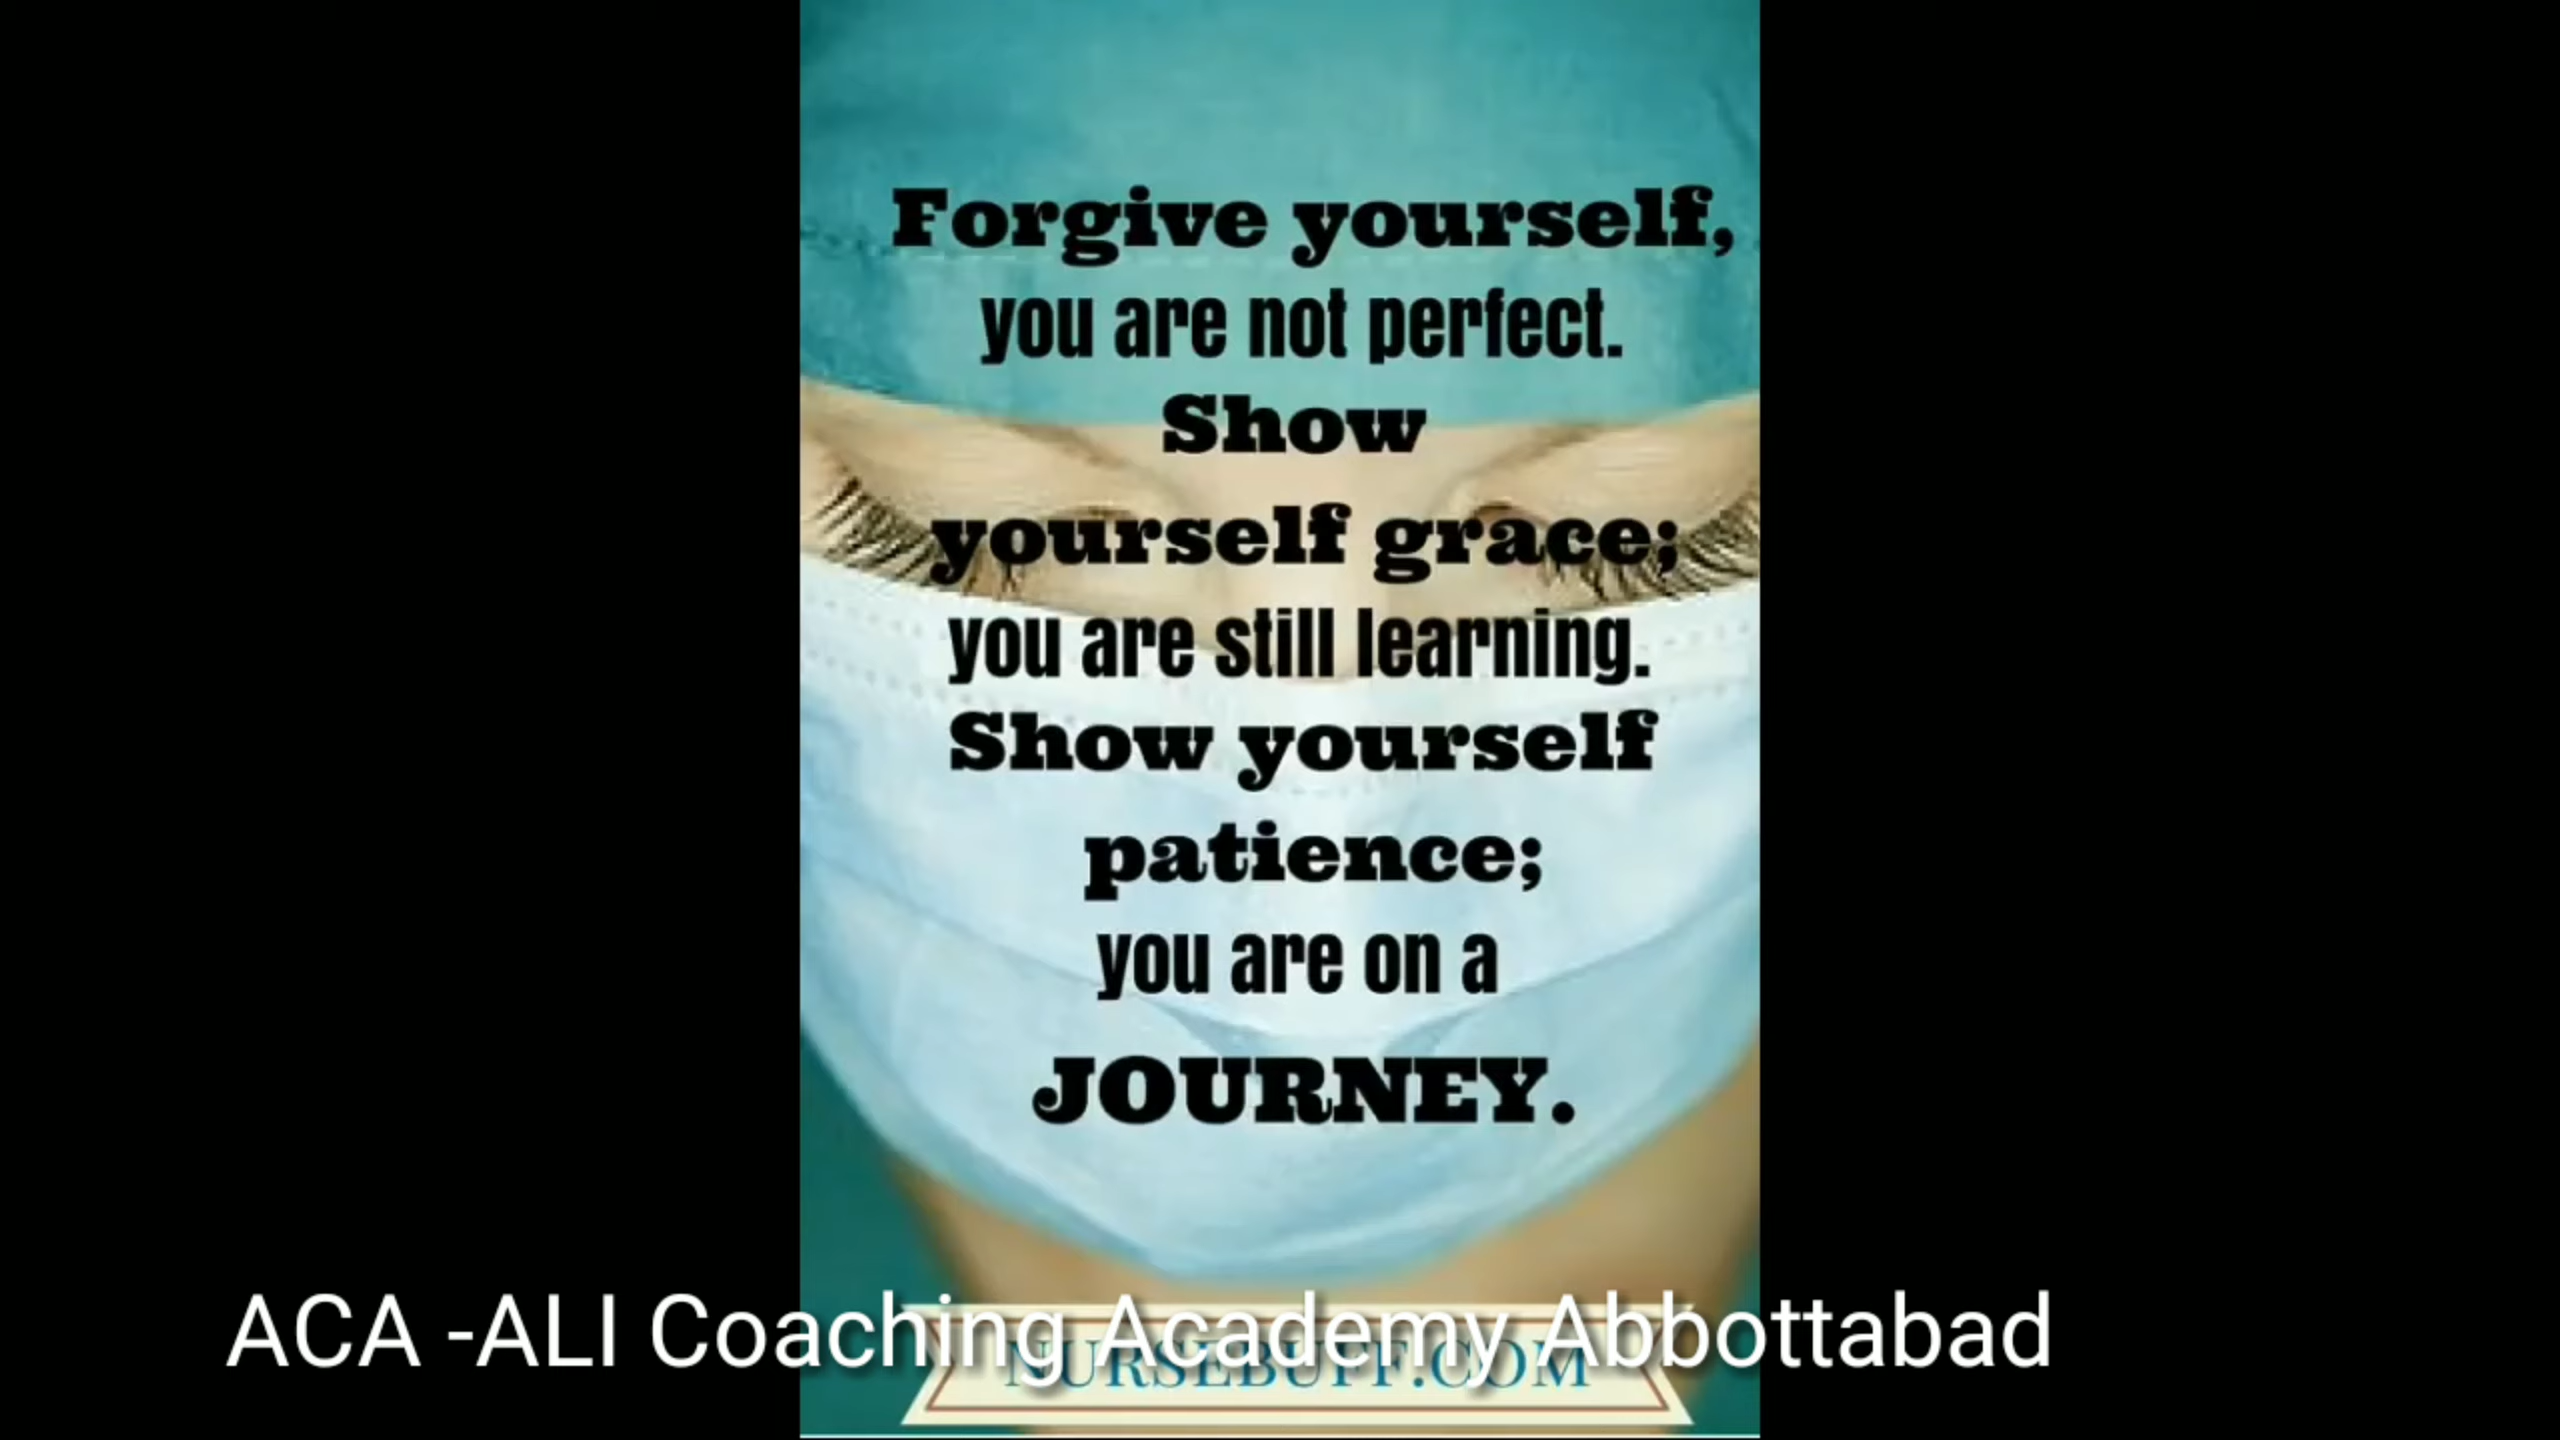 Forgive yourself,
you are not perfect.
Show
yourself grace;
you are still learning.
Show yourself
patience;
you are on a
JOURNEY.
ACA -ALI Coaching Academy Abbottabad
NURSEBUFF.COM